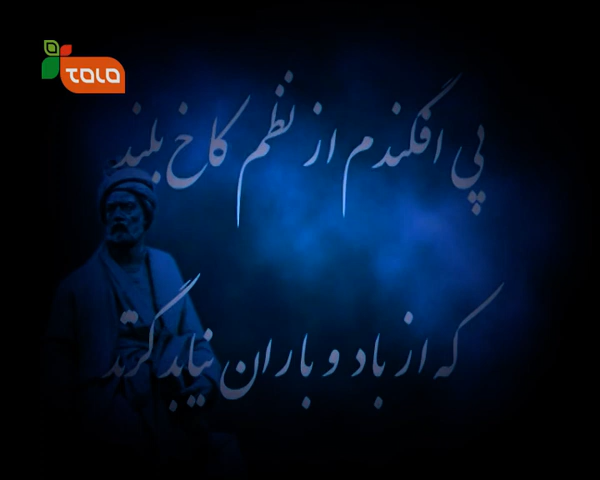 TOLO
پی افکندم از نظم کاخ بلند
که از باد و باران نیابد گزند